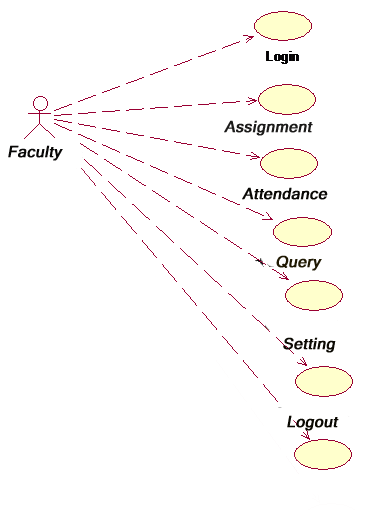 Login
Assignment
Faculty
Attendance
Query
Setting
Logout